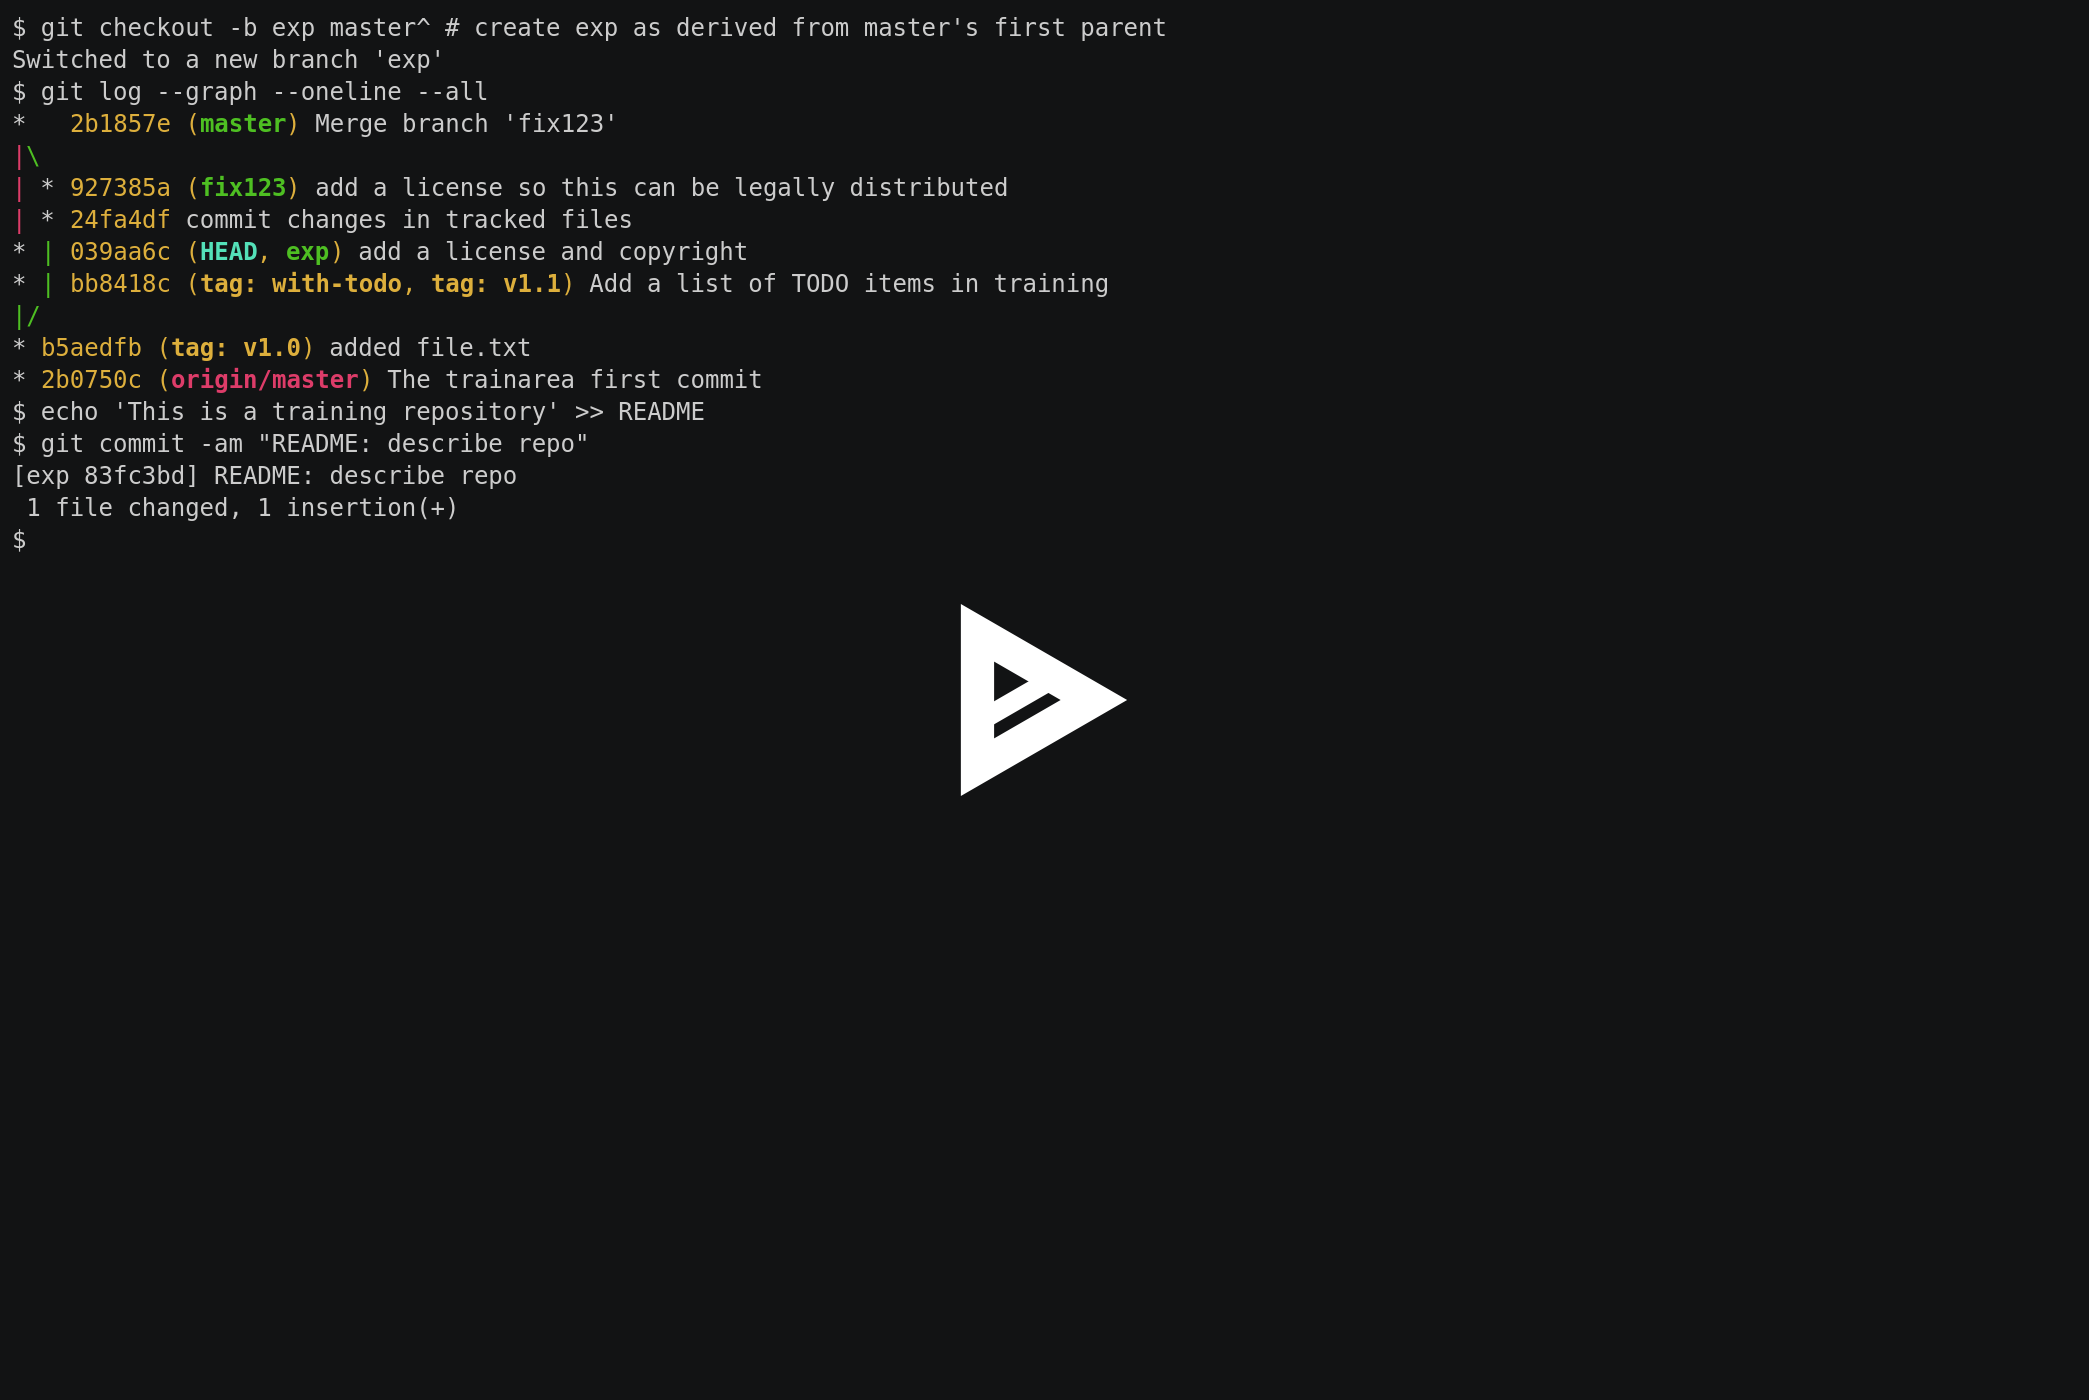 $ git checkout -b exp master^ # create exp as derived from master's first parent
Switched to a new branch 'exp'
$ git log --graph --oneline --all
*   2b1857e (master) Merge branch 'fix123'
|\
| * 927385a (fix123) add a license so this can be legally distributed
| * 24fa4df commit changes in tracked files
* | 039aa6c (HEAD, exp) add a license and copyright
* | bb8418c (tag: with-todo, tag: v1.1) Add a list of TODO items in training
|/
* b5aedfb (tag: v1.0) added file.txt
* 2b0750c (origin/master) The trainarea first commit
$ echo 'This is a training repository' >> README
$ git commit -am "README: describe repo"
[exp 83fc3bd] README: describe repo
 1 file changed, 1 insertion(+)
$